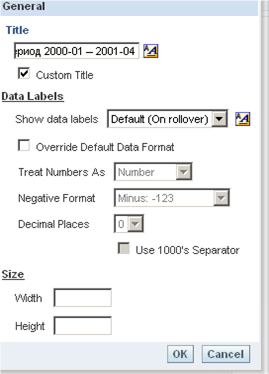 General
Title
ериод 2000-01 -- 2001-04
Custom Title
Data Labels
Show data labels Default (On rollover)
Override Default Data Format
Treat Numbers As Number
Negative Format Minus: -123
Decimal Places 0
Use 1000's Separator
Size
Width
Height
OK Cancel